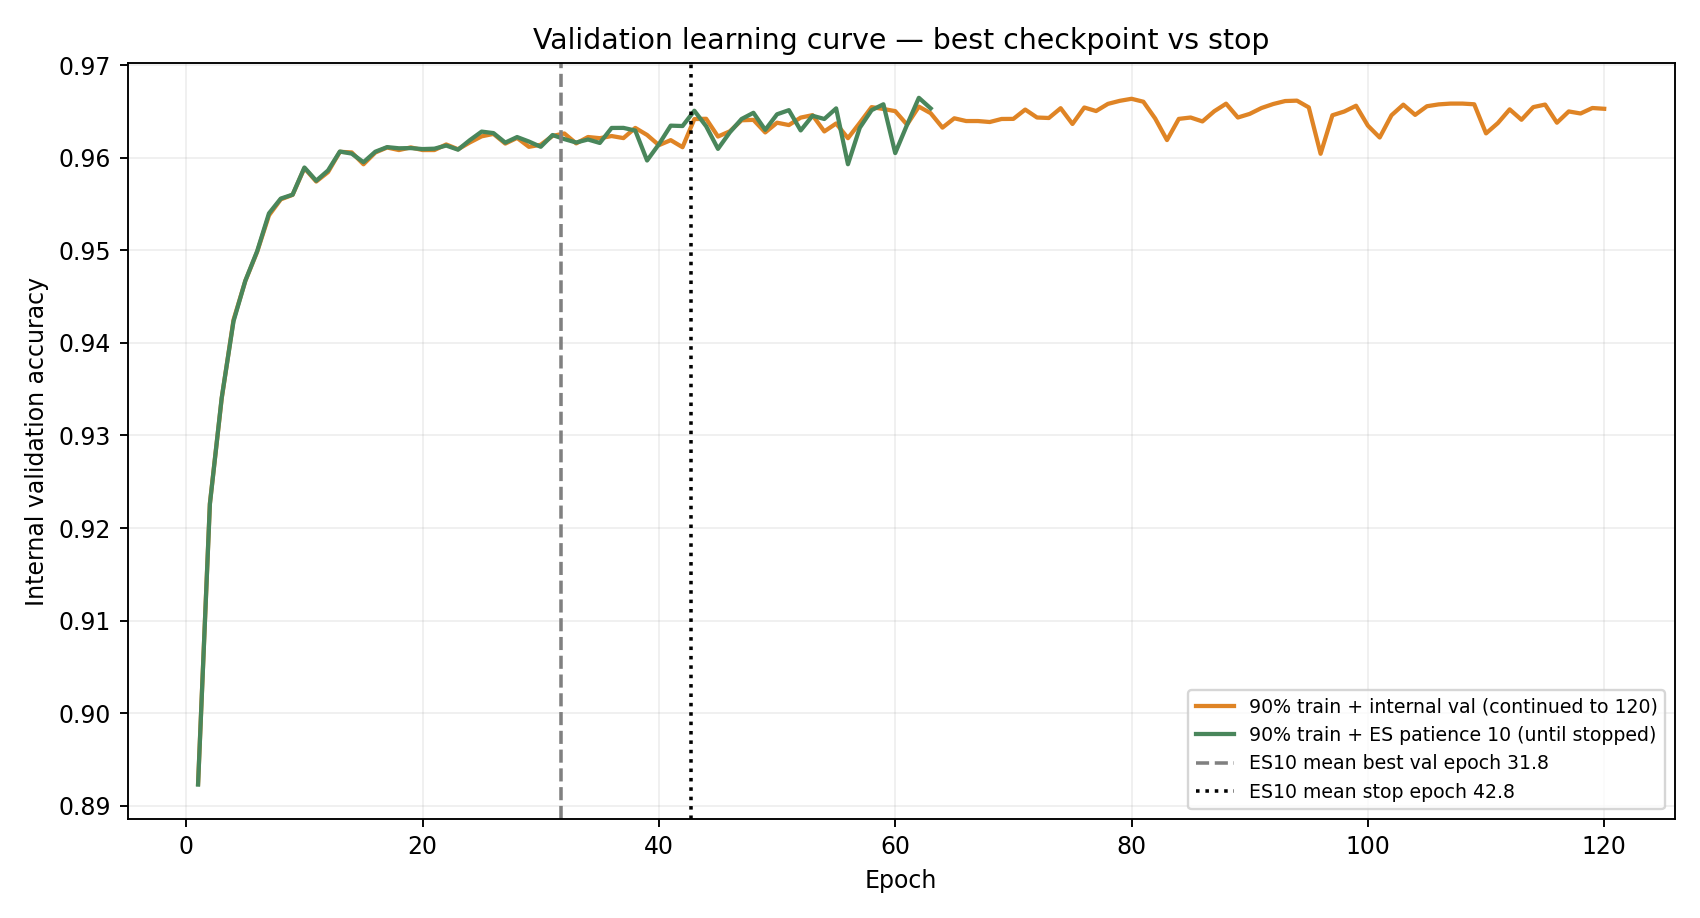 Validation learning curve — best checkpoint vs stop
Internal validation accuracy
0.97
0.96
0.95
0.94
0.93
0.92
0.91
0.90
0.89
0 20 40 60 80 100 120
Epoch
90% train + internal val (continued to 120)
90% train + ES patience 10 (until stopped)
ES10 mean best val epoch 31.8
ES10 mean stop epoch 42.8